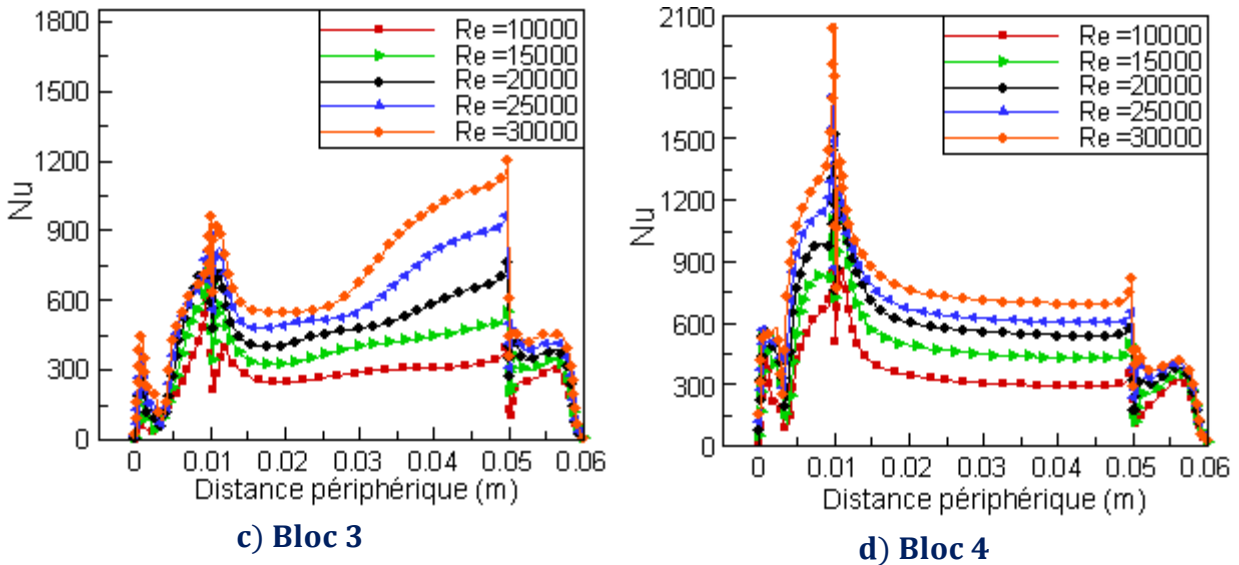 1800
1500
1200
900
600
300
0
Nu
Re =10000
Re =15000
Re =20000
Re =25000
Re =30000
0 0.01 0.02 0.03 0.04 0.05 0.06
Distance périphérique (m)
c) Bloc 3
2100
1800
1500
1200
900
600
300
0
Nu
Re =10000
Re =15000
Re =20000
Re =25000
Re =30000
0 0.01 0.02 0.03 0.04 0.05 0.06
Distance périphérique (m)
d) Bloc 4